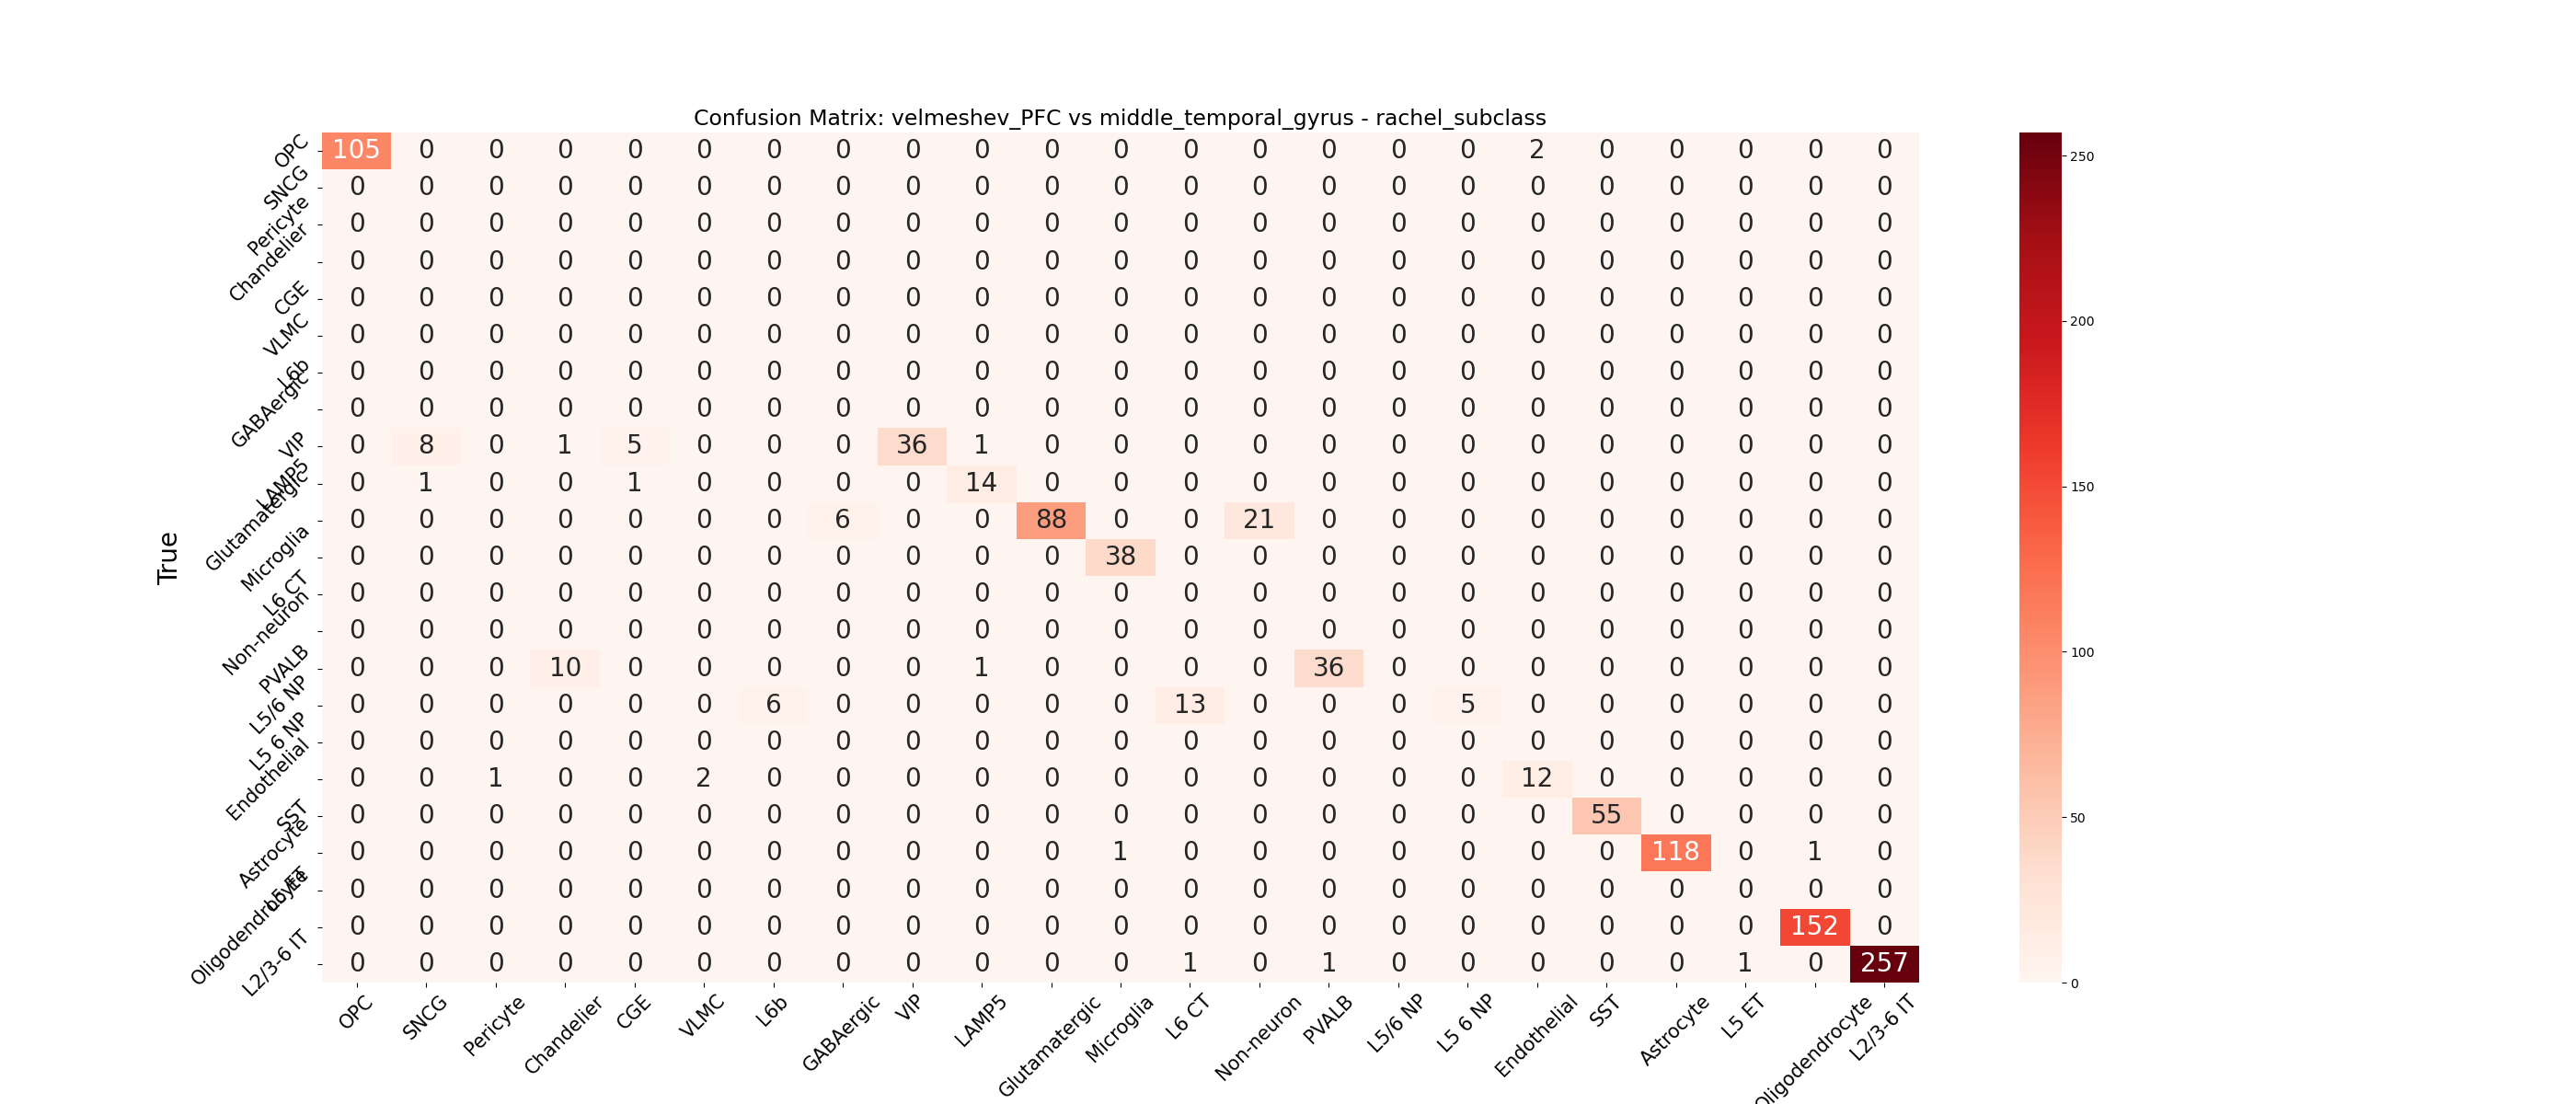 Confusion Matrix: velmeshev_PFC vs middle_temporal_gyrus - rachel_subclass
True
OPC 105 0 0 0 0 0 0 0 0 0 0 0 0 0 0 0 0 2 0 0 0 0 0
SNCG 0 0 0 0 0 0 0 0 0 0 0 0 0 0 0 0 0 0 0 0 0 0 0
Pericyte 0 0 0 0 0 0 0 0 0 0 0 0 0 0 0 0 0 0 0 0 0 0 0
Chandelier 0 0 0 0 0 0 0 0 0 0 0 0 0 0 0 0 0 0 0 0 0 0 0
CGE 0 0 0 0 0 0 0 0 0 0 0 0 0 0 0 0 0 0 0 0 0 0 0
VLMC 0 0 0 0 0 0 0 0 0 0 0 0 0 0 0 0 0 0 0 0 0 0 0
L6b 0 0 0 0 0 0 0 0 0 0 0 0 0 0 0 0 0 0 0 0 0 0 0
GABAergic 0 0 0 0 0 0 0 0 0 0 0 0 0 0 0 0 0 0 0 0 0 0 0
VIP 0 8 0 1 5 0 0 0 36 1 0 0 0 0 0 0 0 0 0 0 0 0 0
LAMP5 0 1 0 0 1 0 0 0 0 14 0 0 0 0 0 0 0 0 0 0 0 0 0
Glutamatergic 0 0 0 0 0 0 0 6 0 0 88 0 0 21 0 0 0 0 0 0 0 0 0
Microglia 0 0 0 0 0 0 0 0 0 0 0 38 0 0 0 0 0 0 0 0 0 0 0
L6 CT 0 0 0 0 0 0 0 0 0 0 0 0 0 0 0 0 0 0 0 0 0 0 0
Non-neuron 0 0 0 0 0 0 0 0 0 0 0 0 0 0 0 0 0 0 0 0 0 0 0
PVALB 0 0 0 10 0 0 0 0 0 1 0 0 0 0 36 0 0 0 0 0 0 0 0
L5/6 NP 0 0 0 0 0 0 6 0 0 0 0 0 13 0 0 0 5 0 0 0 0 0 0
L5 6 NP 0 0 0 0 0 0 0 0 0 0 0 0 0 0 0 0 0 0 0 0 0 0 0
Endothelial 0 0 1 0 0 2 0 0 0 0 0 0 0 0 0 0 0 12 0 0 0 0 0
SST 0 0 0 0 0 0 0 0 0 0 0 0 0 0 0 0 0 0 55 0 0 0 0
Astrocyte 0 0 0 0 0 0 0 0 0 0 0 1 0 0 0 0 0 0 0 118 0 1 0
L5 ET 0 0 0 0 0 0 0 0 0 0 0 0 0 0 0 0 0 0 0 0 0 0 0
Oligodendrocyte 0 0 0 0 0 0 0 0 0 0 0 0 0 0 0 0 0 0 0 0 0 152 0
L2/3-6 IT 0 0 0 0 0 0 0 0 0 0 0 0 1 0 1 0 0 0 0 0 1 0 257
OPC SNCG Pericyte Chandelier CGE VLMC L6b GABAergic VIP LAMP5 Glutamatergic Microglia L6 CT Non-neuron PVALB L5/6 NP L5 6 NP Endothelial SST Astrocyte L5 ET Oligodendrocyte L2/3-6 IT
250
200
150
100
50
0